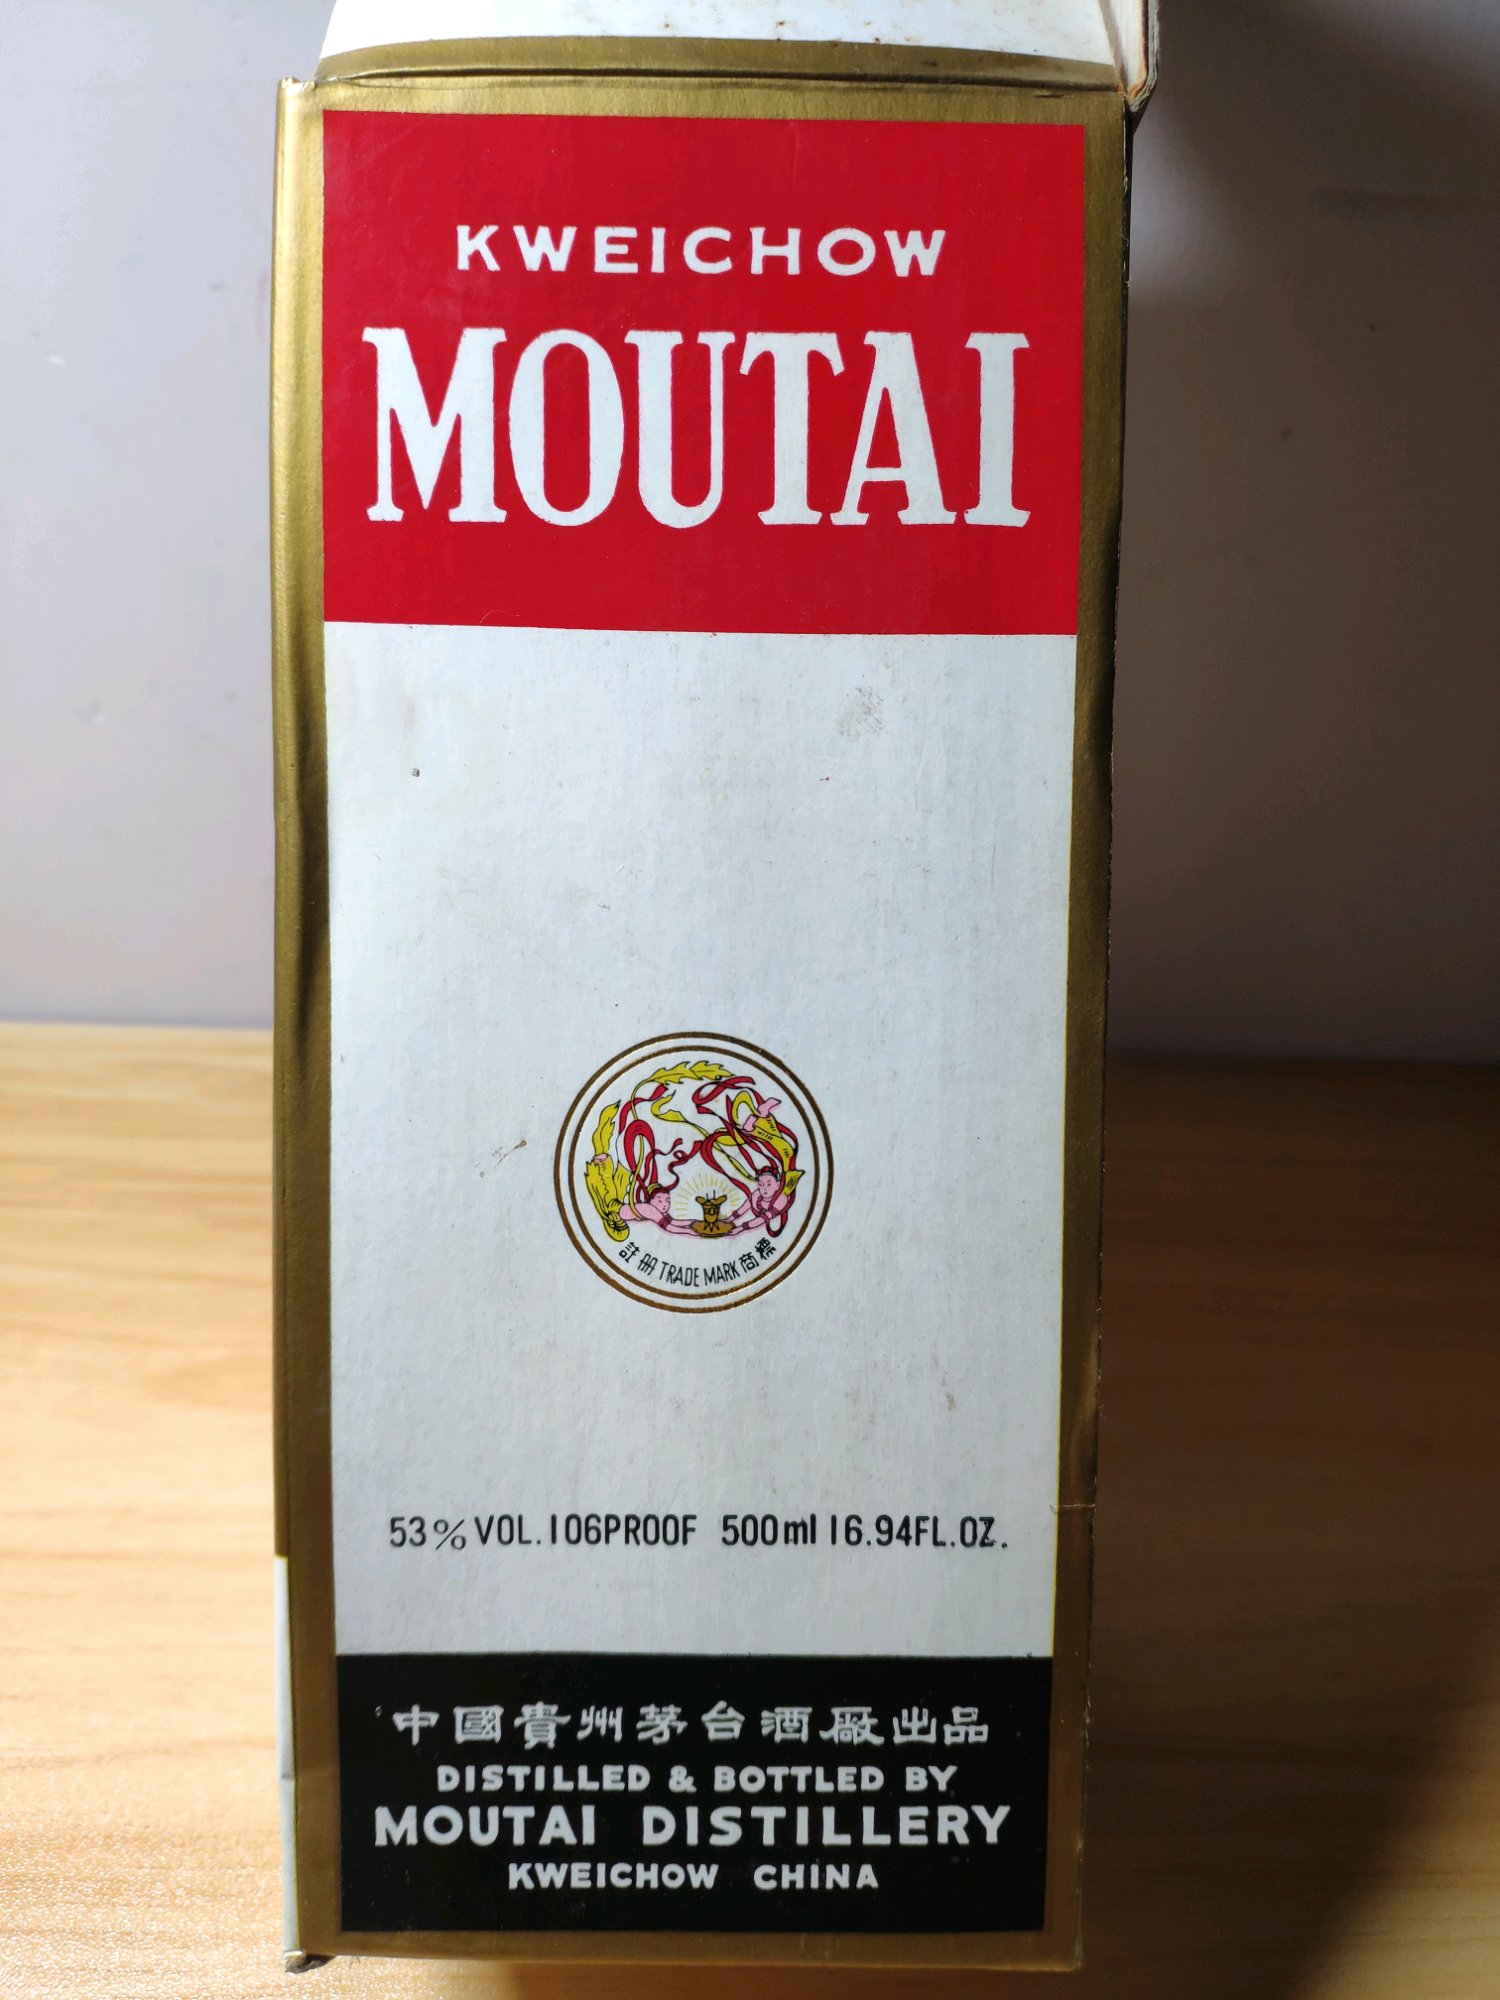 KWEICHOW
MOUTAI
註册 TRADE MARK 商標
53% VOL. 106PROOF 500ml 16.94FL.OZ.
中國貴州茅台酒廠出品
DISTILLED & BOTTLED BY
MOUTAI DISTILLERY
KWEICHOW CHINA